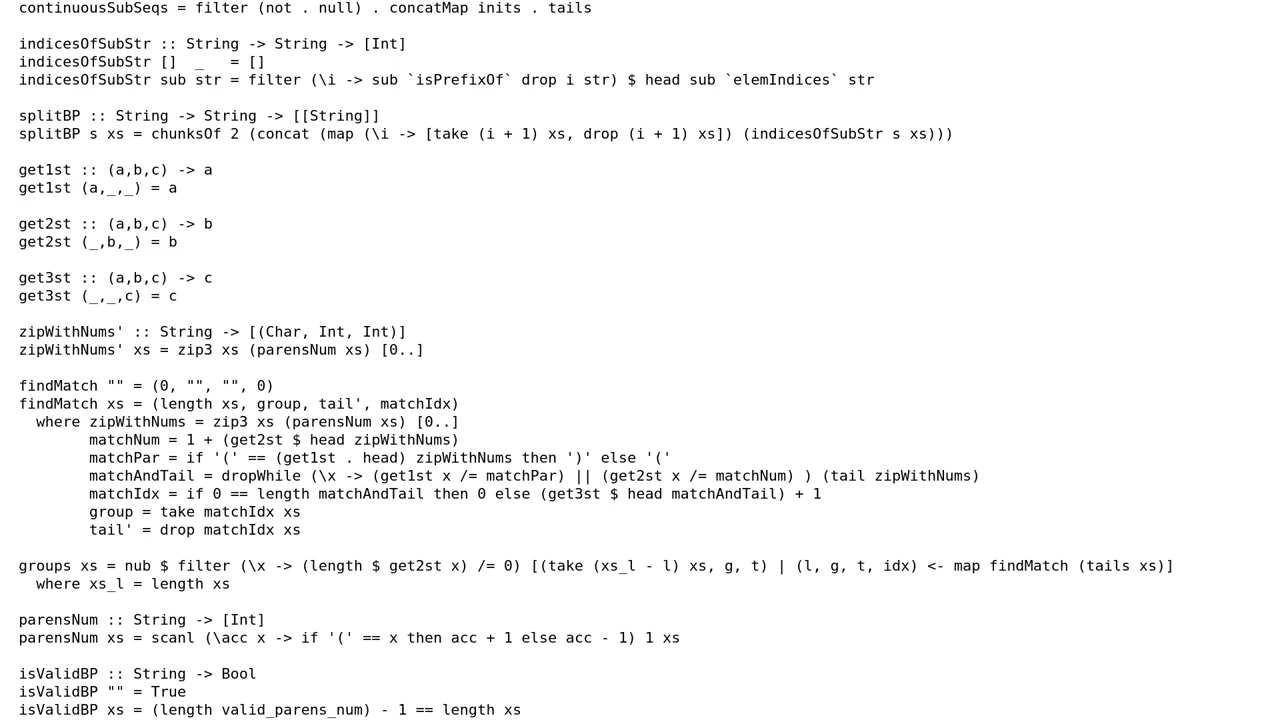 continuousSubSeqs = filter (not . null) . concatMap inits . tails
indicesOfSubStr :: String -> String -> [Int]
indicesOfSubStr []  _   = []
indicesOfSubStr sub str = filter (\i -> sub `isPrefixOf` drop i str) $ head sub `elemIndices` str
splitBP :: String -> String -> [[String]]
splitBP s xs = chunksOf 2 (concat (map (\i -> [take (i + 1) xs, drop (i + 1) xs]) (indicesOfSubStr s xs)))
get1st :: (a,b,c) -> a
get1st (a,_,_) = a
get2st :: (a,b,c) -> b
get2st (_,b,_) = b
get3st :: (a,b,c) -> c
get3st (_,_,c) = c
zipWithNums' :: String -> [(Char, Int, Int)]
zipWithNums' xs = zip3 xs (parensNum xs) [0..]
findMatch "" = (0, "", "", 0)
findMatch xs = (length xs, group, tail', matchIdx)
  where zipWithNums = zip3 xs (parensNum xs) [0..]
        matchNum = 1 + (get2st $ head zipWithNums)
        matchPar = if '(' == (get1st . head) zipWithNums then ')' else '('
        matchAndTail = dropWhile (\x -> (get1st x /= matchPar) || (get2st x /= matchNum) ) (tail zipWithNums)
        matchIdx = if 0 == length matchAndTail then 0 else (get3st $ head matchAndTail) + 1
        group = take matchIdx xs
        tail' = drop matchIdx xs
groups xs = nub $ filter (\x -> (length $ get2st x) /= 0) [(take (xs_l - l) xs, g, t) | (l, g, t, idx) <- map findMatch (tails xs)]
  where xs_l = length xs
parensNum :: String -> [Int]
parensNum xs = scanl (\acc x -> if '(' == x then acc + 1 else acc - 1) 1 xs
isValidBP :: String -> Bool
isValidBP "" = True
isValidBP xs = (length valid_parens_num) - 1 == length xs